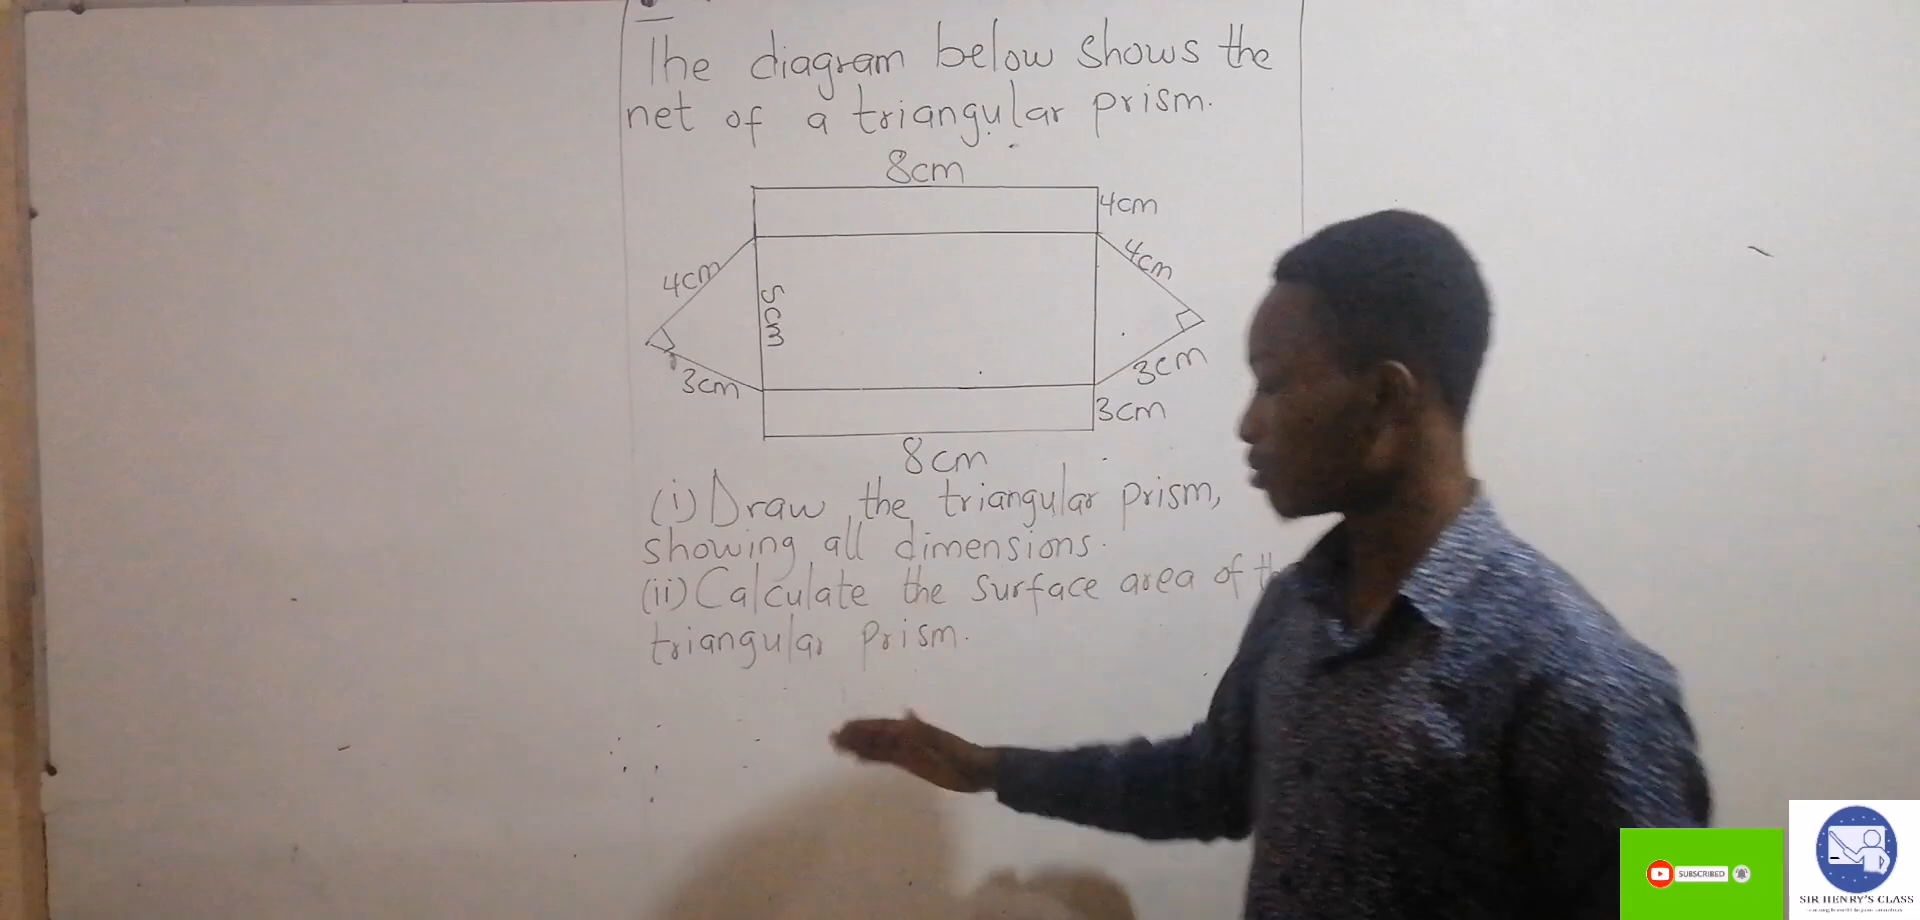 The diagram below shows the
net of a triangular prism.
8cm
4cm
4cm
4cm
5cm
3cm
3cm
3cm
8cm
(i) Draw the triangular prism,
showing all dimensions.
(ii) Calculate the surface area of th
triangular prism.
SUBSCRIBED
SIR HENRY'S CLASS